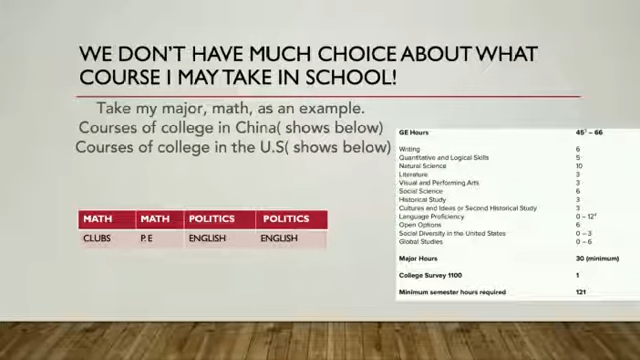 WE DON'T HAVE MUCH CHOICE ABOUT WHAT
COURSE I MAY TAKE IN SCHOOL!
Take my major, math, as an example.
Courses of college in China( shows below)
Courses of college in the U.S( shows below)
MATH MATH POLITICS POLITICS
CLUBS P. E ENGLISH ENGLISH
GE Hours 45¹ – 66
Writing 6
Quantitative and Logical Skills 5
Natural Science 10
Literature 3
Visual and Performing Arts 3
Social Science 6
Historical Study 3
Cultures and Ideas or Second Historical Study 3
Language Proficiency 0 – 12²
Open Options 6
Social Diversity in the United States 0 – 3
Global Studies 0 – 6
Major Hours 30 (minimum)
College Survey 1100 1
Minimum semester hours required 121